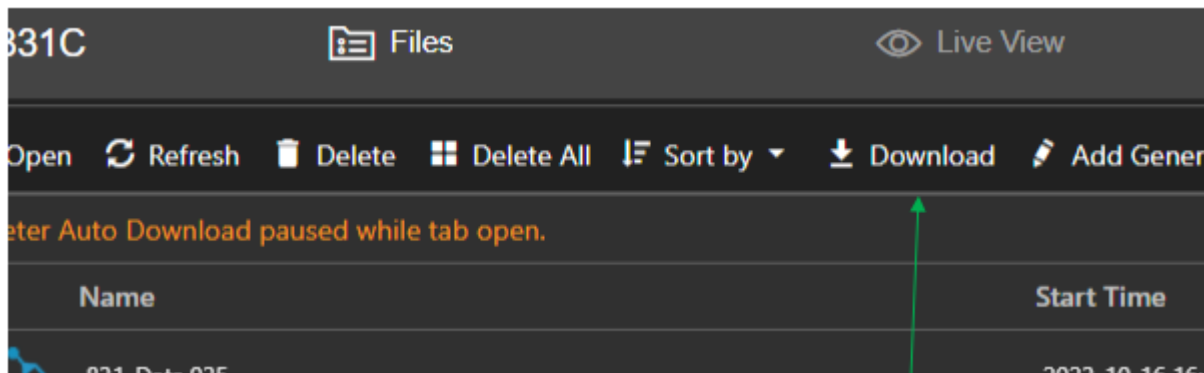 831C Files Live View
Open Refresh Delete Delete All Sort by Download Add Gener
eter Auto Download paused while tab open.
Name Start Time